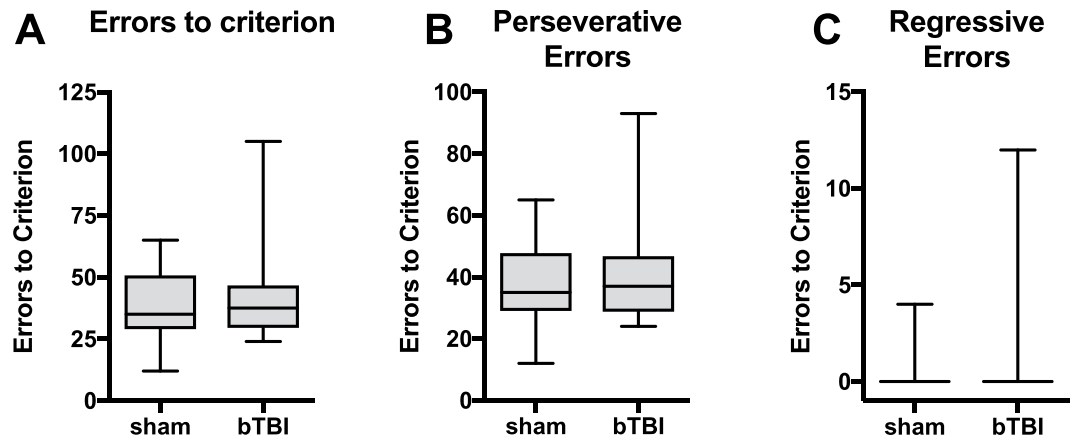 A Errors to criterion
Errors to Criterion
125
100
75
50
25
0
sham bTBI
B Perseverative
Errors
Errors to Criterion
100
80
60
40
20
0
sham bTBI
C Regressive
Errors
Errors to Criterion
15
10
5
0
sham bTBI